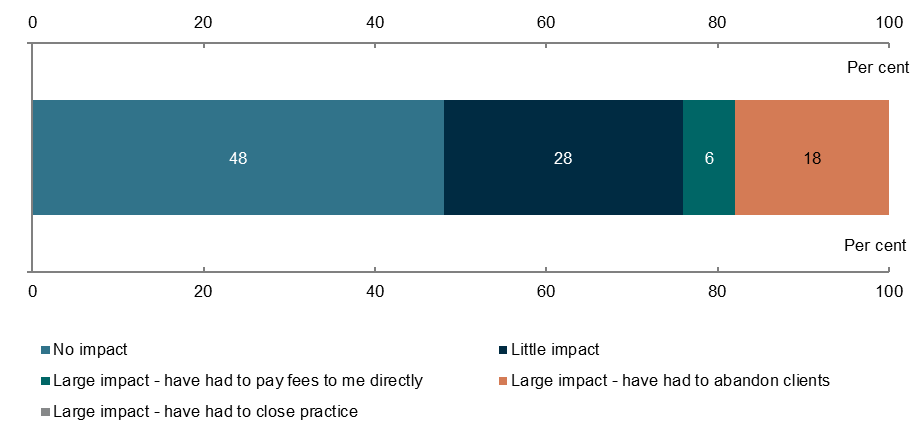 0 20 40 60 80 100
Per cent
48 28 6 18
Per cent
0 20 40 60 80 100
No impact Little impact
Large impact - have had to pay fees to me directly Large impact - have had to abandon clients
Large impact - have had to close practice